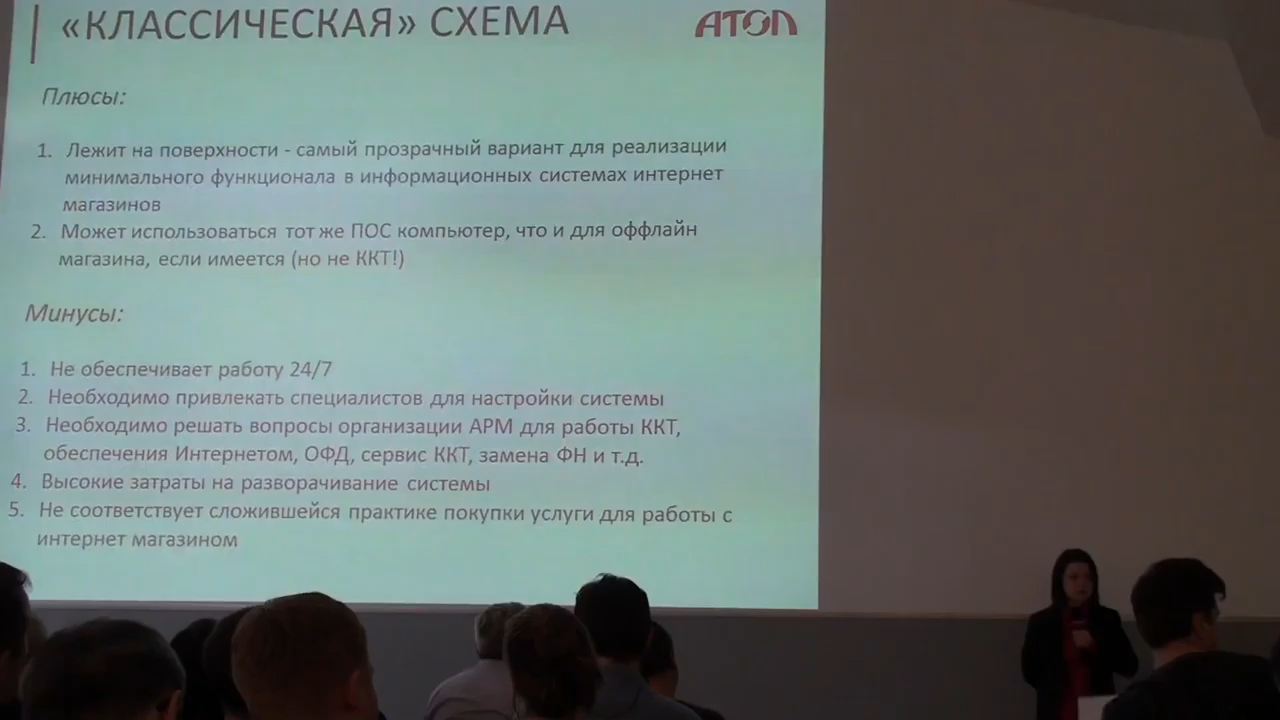 «КЛАССИЧЕСКАЯ» СХЕМА
АТОЛ
Плюсы:
1. Лежит на поверхности - самый прозрачный вариант для реализации
минимального функционала в информационных системах интернет
магазинов
2. Может использоваться тот же ПОС компьютер, что и для оффлайн
магазина, если имеется (но не ККТ!)
Минусы:
1. Не обеспечивает работу 24/7
2. Необходимо привлекать специалистов для настройки системы
3. Необходимо решать вопросы организации АРМ для работы ККТ,
обеспечения Интернетом, ОФД, сервис ККТ, замена ФН и т.д.
4. Высокие затраты на разворачивание системы
5. Не соответствует сложившейся практике покупки услуги для работы с
интернет магазином